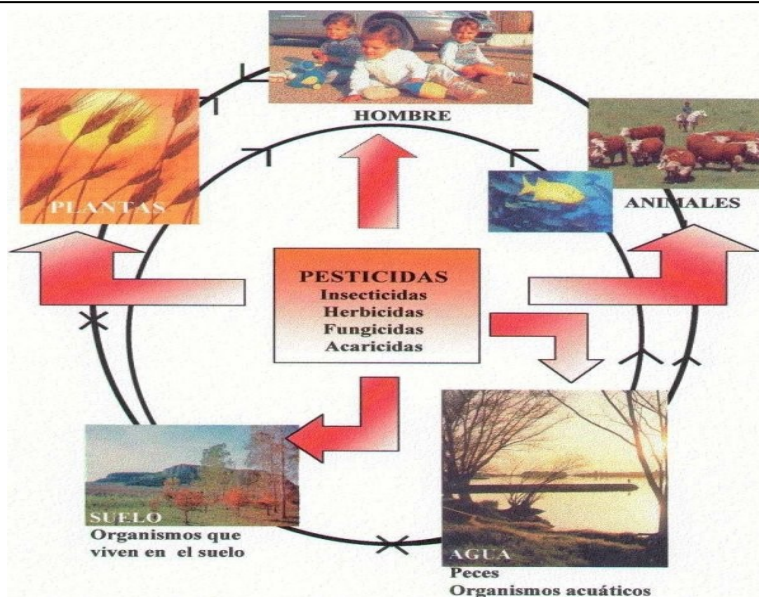 HOMBRE
PLANTAS
ANIMALES
PESTICIDAS
Insecticidas
Herbicidas
Fungicidas
Acaricidas
SUELO
Organismos que
viven en el suelo
AGUA
Peces
Organismos acuáticos